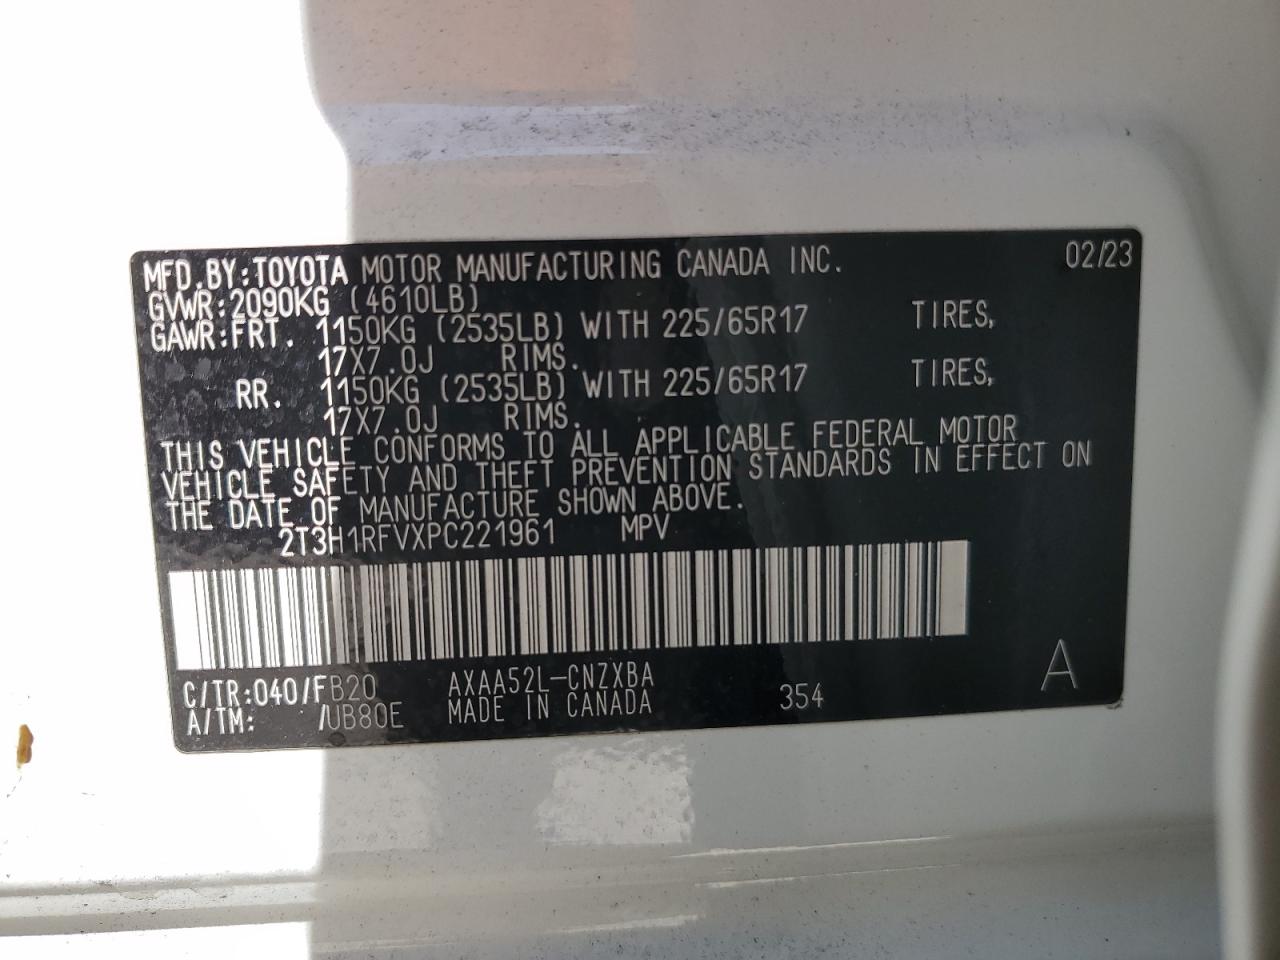 MFD.BY:TOYOTA MOTOR MANUFACTURING CANADA INC. 02/23
GVWR:2090KG (4610LB)
GAWR:FRT. 1150KG (2535LB) WITH 225/65R17 TIRES,
17X7.0J RIMS.
RR. 1150KG (2535LB) WITH 225/65R17 TIRES,
17X7.0J RIMS.
THIS VEHICLE CONFORMS TO ALL APPLICABLE FEDERAL MOTOR
VEHICLE SAFETY AND THEFT PREVENTION STANDARDS IN EFFECT ON
THE DATE OF MANUFACTURE SHOWN ABOVE.
2T3H1RFVXPC221961 MPV
C/TR:040/FB20 AXAA52L-CNZXBA
A/TM: /UB80E MADE IN CANADA 354 A